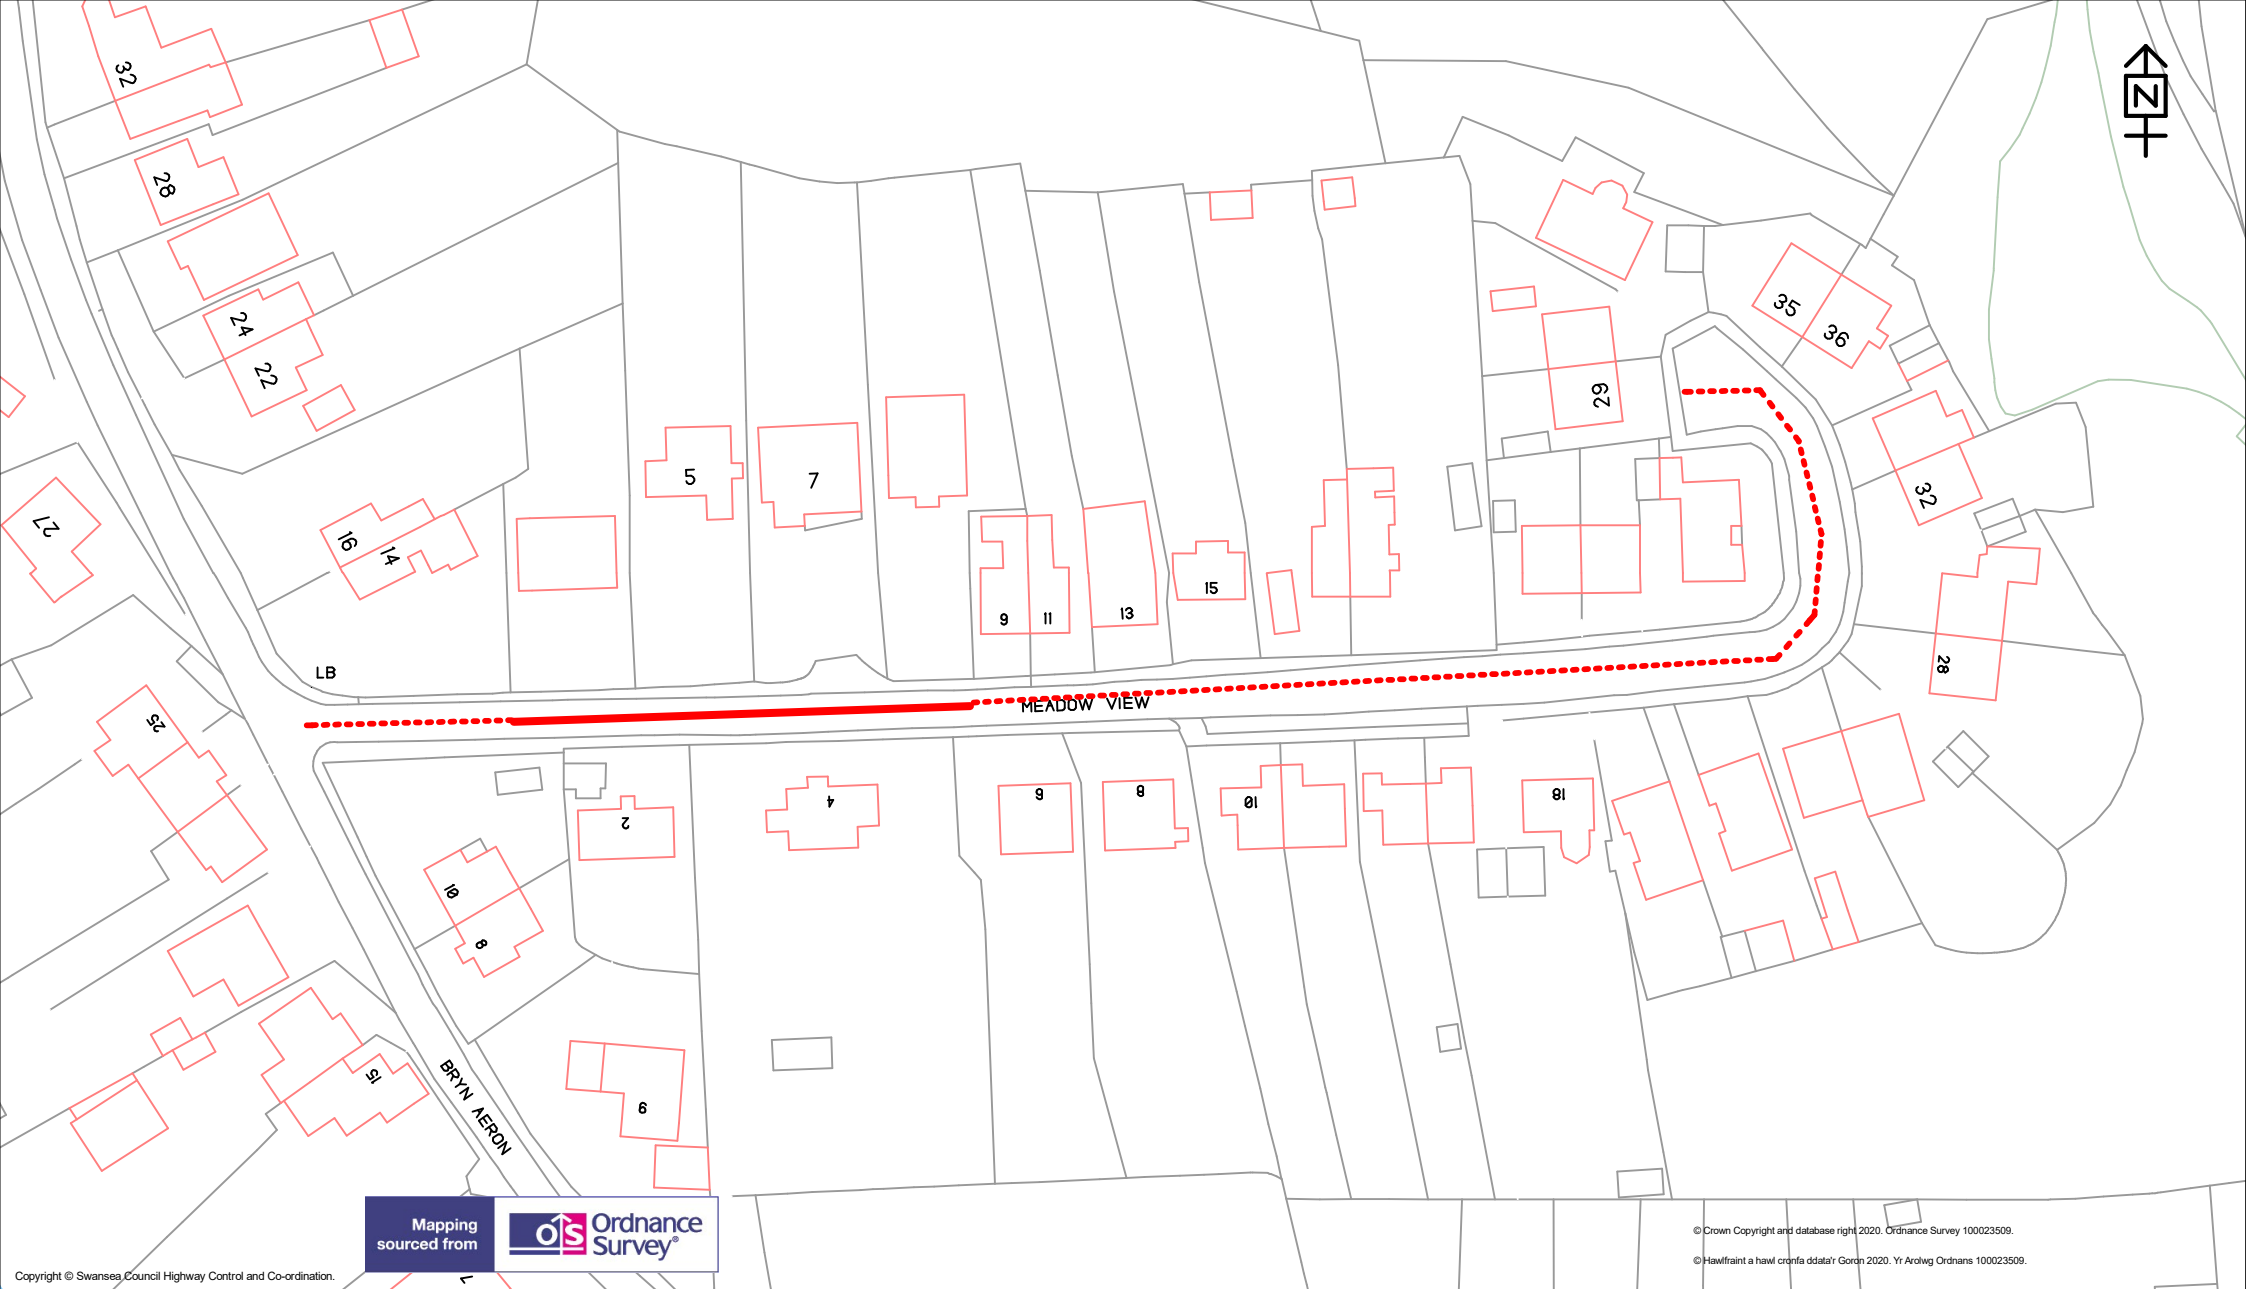 32
28
24
22
35
36
29
5
7
32
27
16
14
9
11
13
15
28
LB
MEADOW VIEW
25
2
4
6
8
10
18
10
8
15
BRYN AERON
6
Mapping
sourced from
OS
Ordnance
Survey®
© Crown Copyright and database right 2020. Ordnance Survey 100023509.
© Hawlfraint a hawl cronfa ddata'r Goron 2020. Yr Arolwg Ordnans 100023509.
Copyright © Swansea Council Highway Control and Co-ordination.
7
N